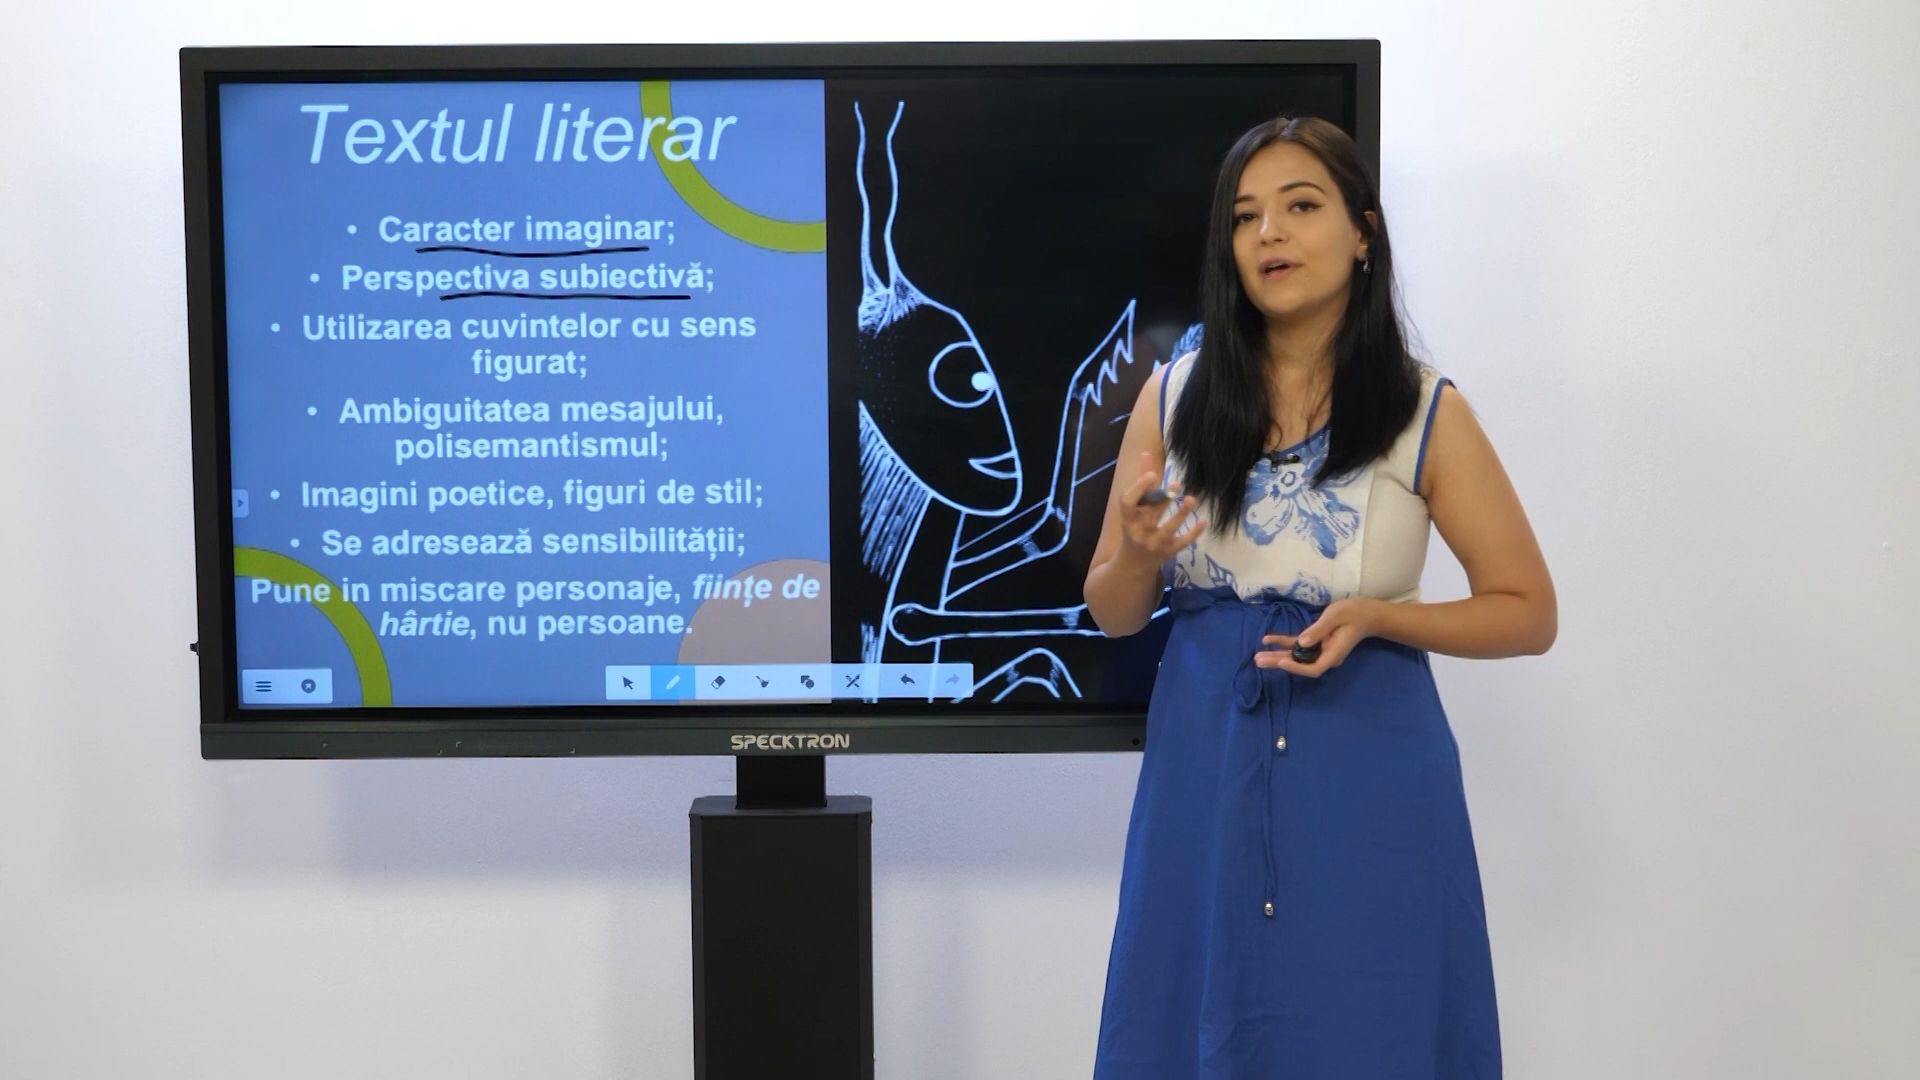 Textul literar
• Caracter imaginar;
• Perspectiva subiectivă;
• Utilizarea cuvintelor cu sens
figurat;
• Ambiguitatea mesajului,
polisemantismul;
• Imagini poetice, figuri de stil;
• Se adresează sensibilității;
Pune in miscare personaje, ființe de
hârtie, nu persoane.
SPECKTRON